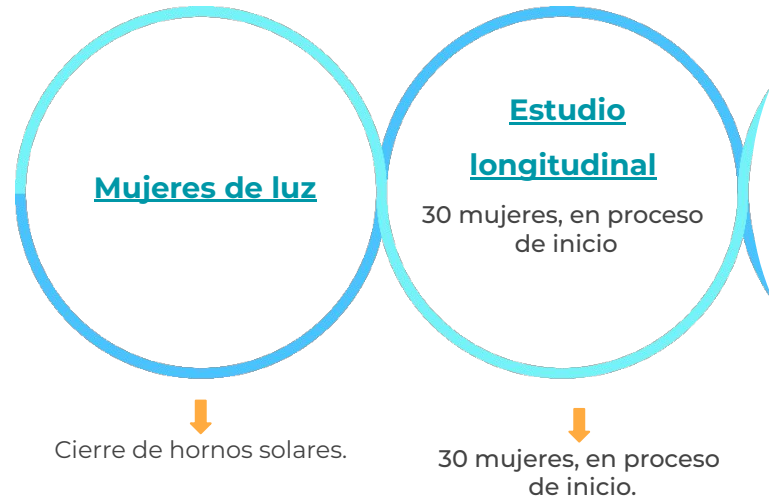 Mujeres de luz
Estudio
longitudinal
30 mujeres, en proceso
de inicio
Cierre de hornos solares.
30 mujeres, en proceso
de inicio.